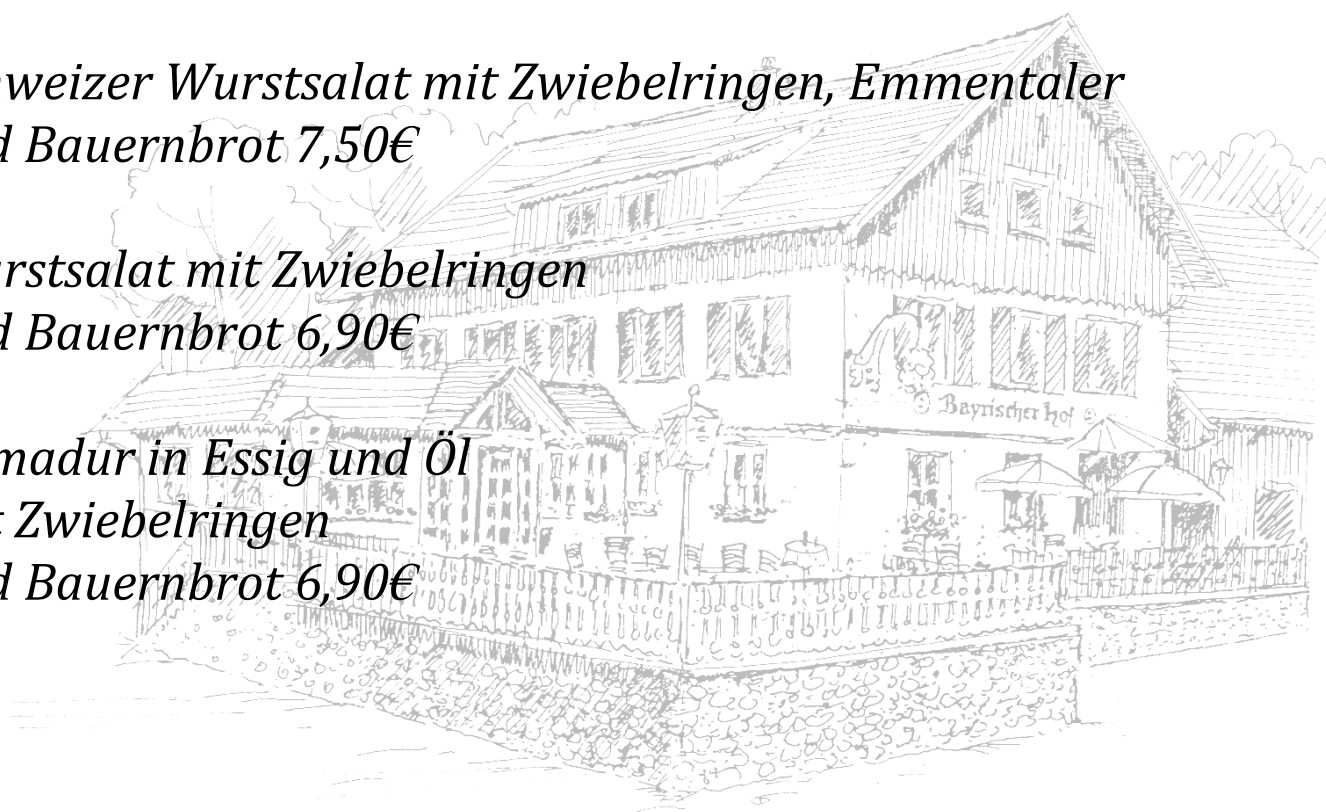 weizer Wurstsalat mit Zwiebelringen, Emmentaler
d Bauernbrot 7,50€
rstsalat mit Zwiebelringen
d Bauernbrot 6,90€
Bayrischer hof
madur in Essig und Öl
t Zwiebelringen
d Bauernbrot 6,90€